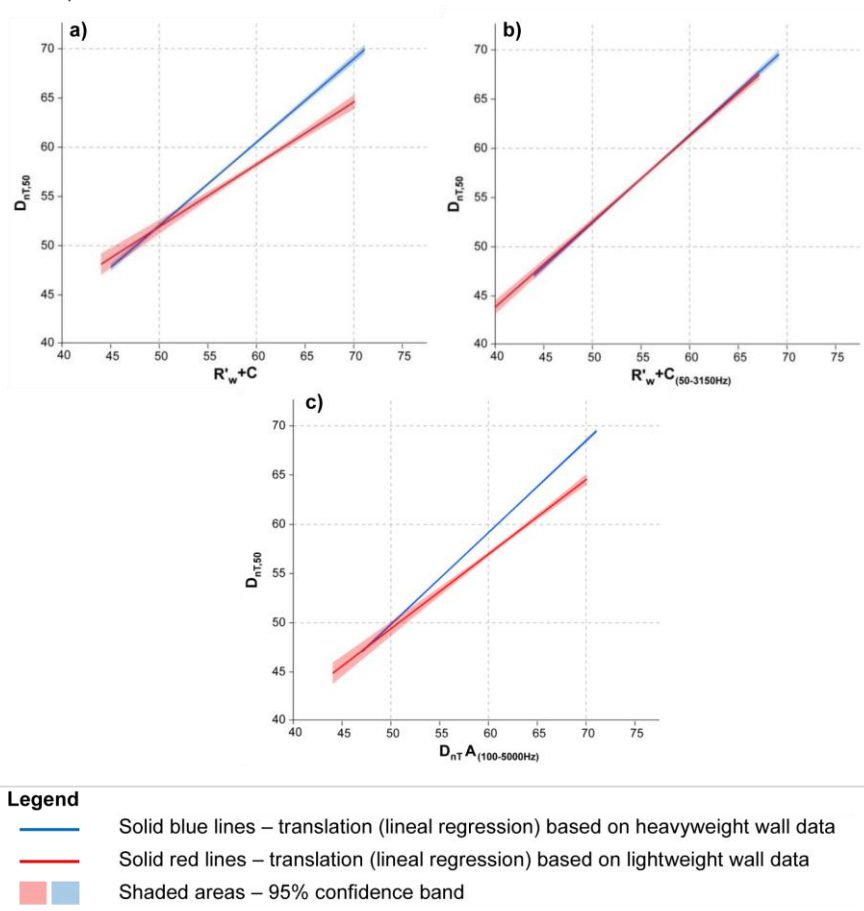 a)
70
65
60
55
50
45
40
DnT,50
40 45 50 55 60 65 70 75
R'w+C
b)
70
65
60
55
50
45
40
DnT,50
40 45 50 55 60 65 70 75
R'w+C(50-3150Hz)
c)
70
65
60
55
50
45
40
DnT,50
40 45 50 55 60 65 70 75
DnT A(100-5000Hz)
Legend
Solid blue lines – translation (lineal regression) based on heavyweight wall data
Solid red lines – translation (lineal regression) based on lightweight wall data
Shaded areas – 95% confidence band